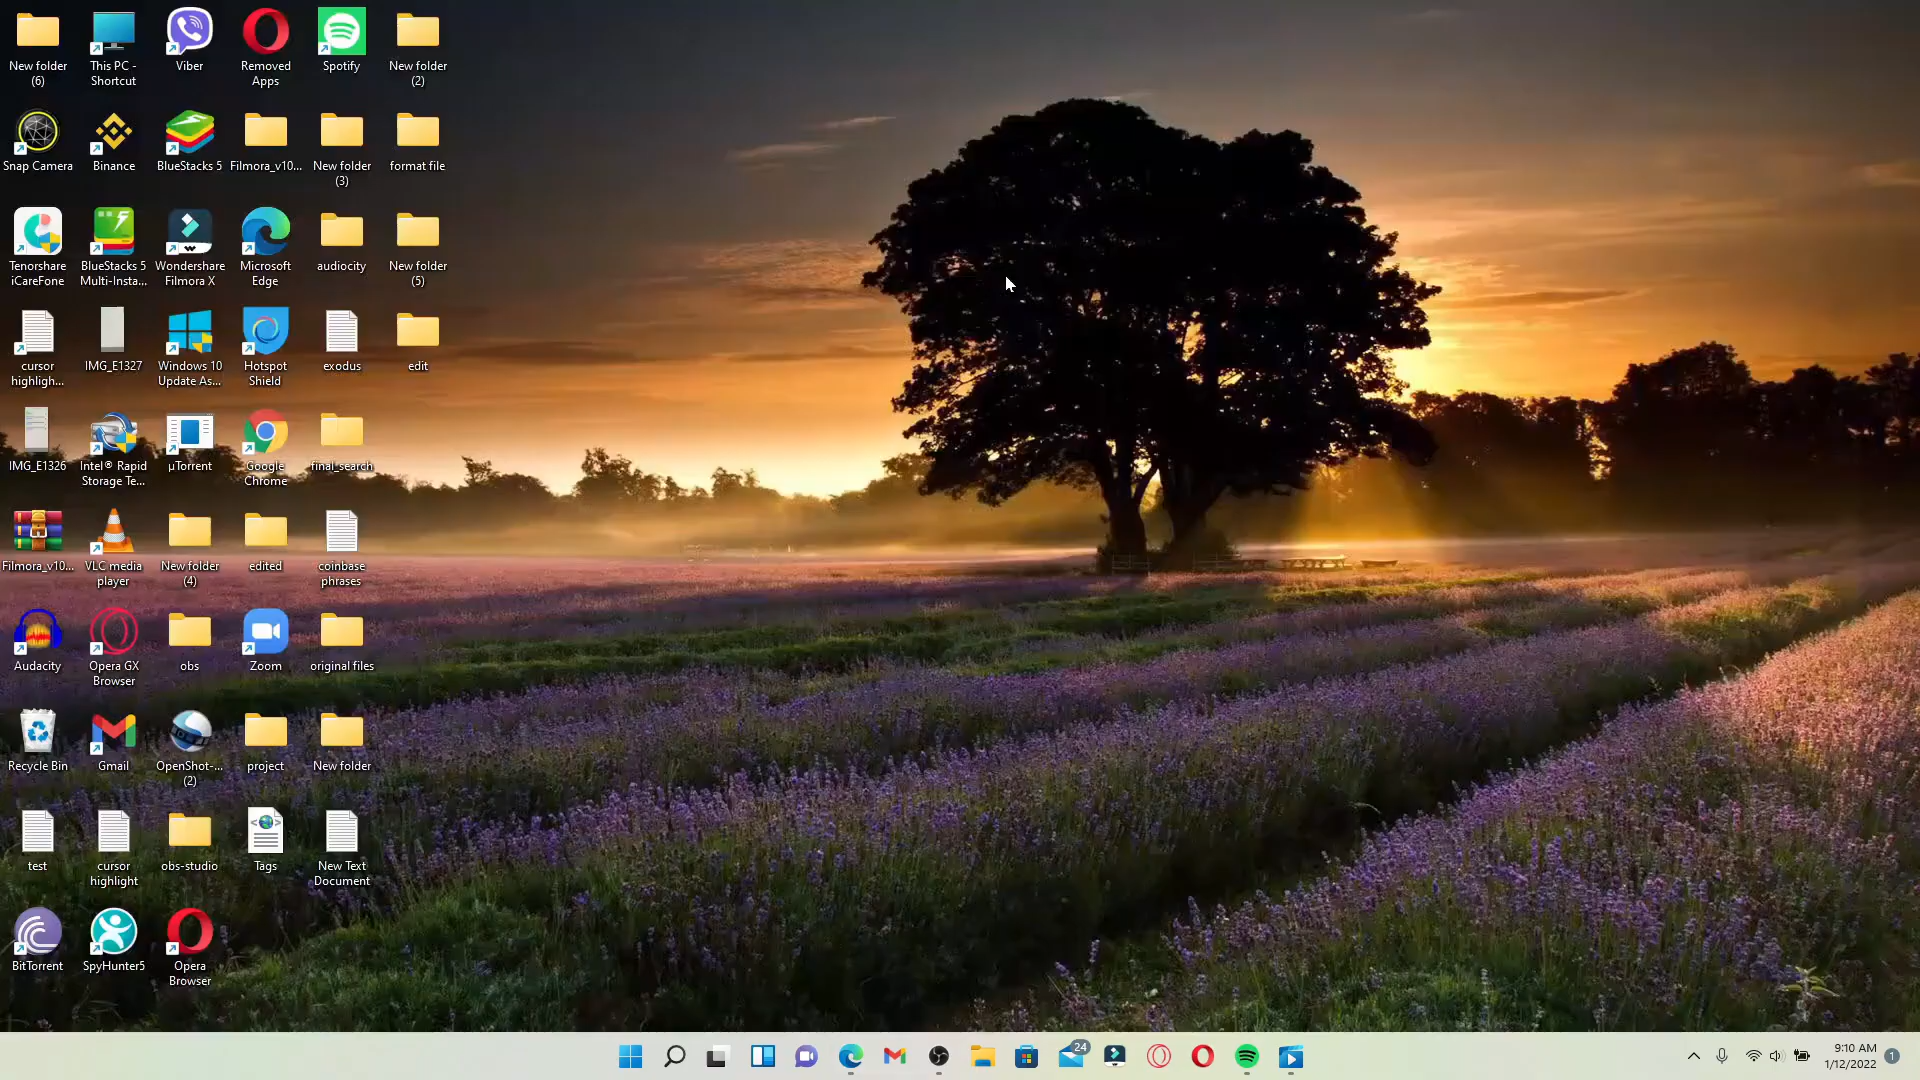 New folder
(6)
This PC -
Shortcut
Viber
Removed
Apps
Spotify
New folder
(2)
Snap Camera
Binance
BlueStacks 5
Filmora_v10...
New folder
(3)
format file
Tenorshare
iCareFone
BlueStacks 5
Multi-Insta...
Wondershare
Filmora X
Microsoft
Edge
audiocity
New folder
(5)
cursor
highligh...
IMG_E1327
Windows 10
Update As...
Hotspot
Shield
exodus
edit
IMG_E1326
Intel® Rapid
Storage Te...
µTorrent
Google
Chrome
final_search
Filmora_v10...
VLC media
player
New folder
(4)
edited
coinbase
phrases
Audacity
Opera GX
Browser
obs
Zoom
original files
Recycle Bin
Gmail
OpenShot-...
(2)
project
New folder
test
cursor
highlight
obs-studio
Tags
New Text
Document
BitTorrent
SpyHunter5
Opera
Browser
24
9:10 AM
1/12/2022
1